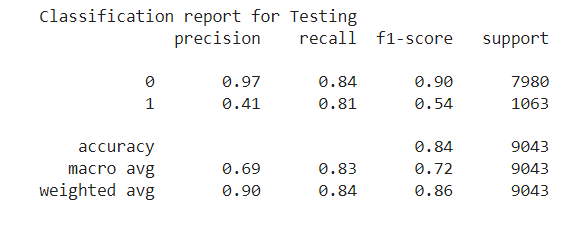 Classification report for Testing
precision recall f1-score support
0 0.97 0.84 0.90 7980
1 0.41 0.81 0.54 1063
accuracy 0.84 9043
macro avg 0.69 0.83 0.72 9043
weighted avg 0.90 0.84 0.86 9043